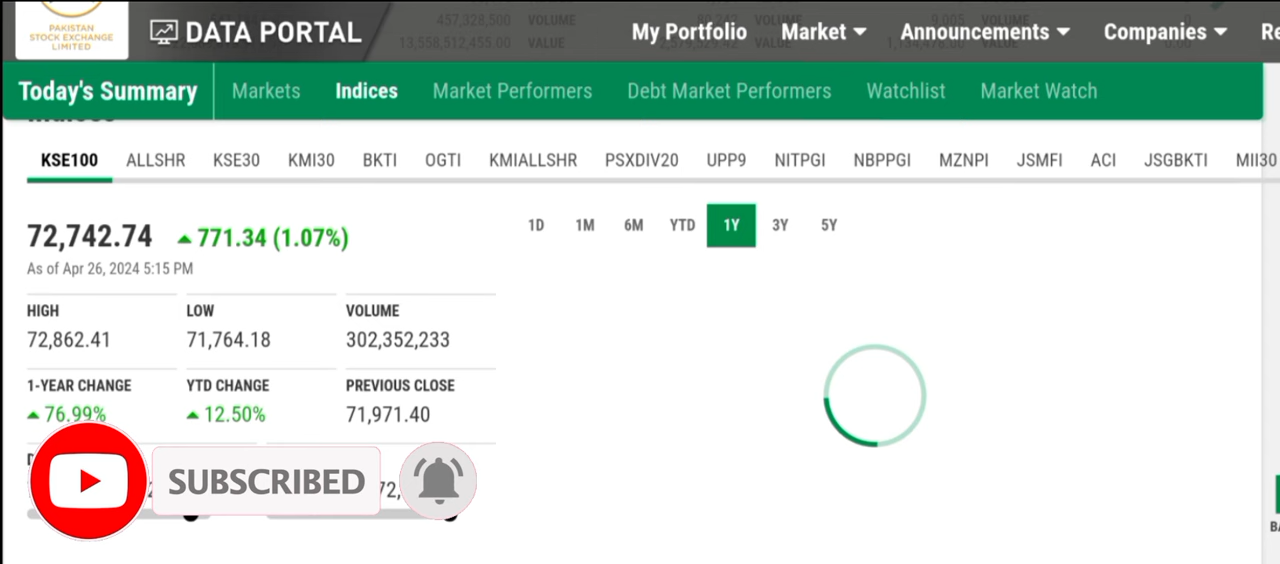 PAKISTAN
STOCK EXCHANGE
LIMITED
DATA PORTAL
457,328,500 VOLUME
13,558,512,455.00 VALUE
VOLUME
VALUE
9,005 VOLUME
VALUE
My Portfolio Market Announcements Companies
Today's Summary Markets Indices Market Performers Debt Market Performers Watchlist Market Watch
KSE100 ALLSHR KSE30 KMI30 BKTI OGTI KMIALLSHR PSXDIV20 UPP9 NITPGI NBPPGI MZNPI JSMFI ACI JSGBKTI MII30
72,742.74 ▲ 771.34 (1.07%)
As of Apr 26, 2024 5:15 PM
1D 1M 6M YTD 1Y 3Y 5Y
HIGH LOW VOLUME
72,862.41 71,764.18 302,352,233
1-YEAR CHANGE YTD CHANGE PREVIOUS CLOSE
▲ 76.99% ▲ 12.50% 71,971.40
SUBSCRIBED